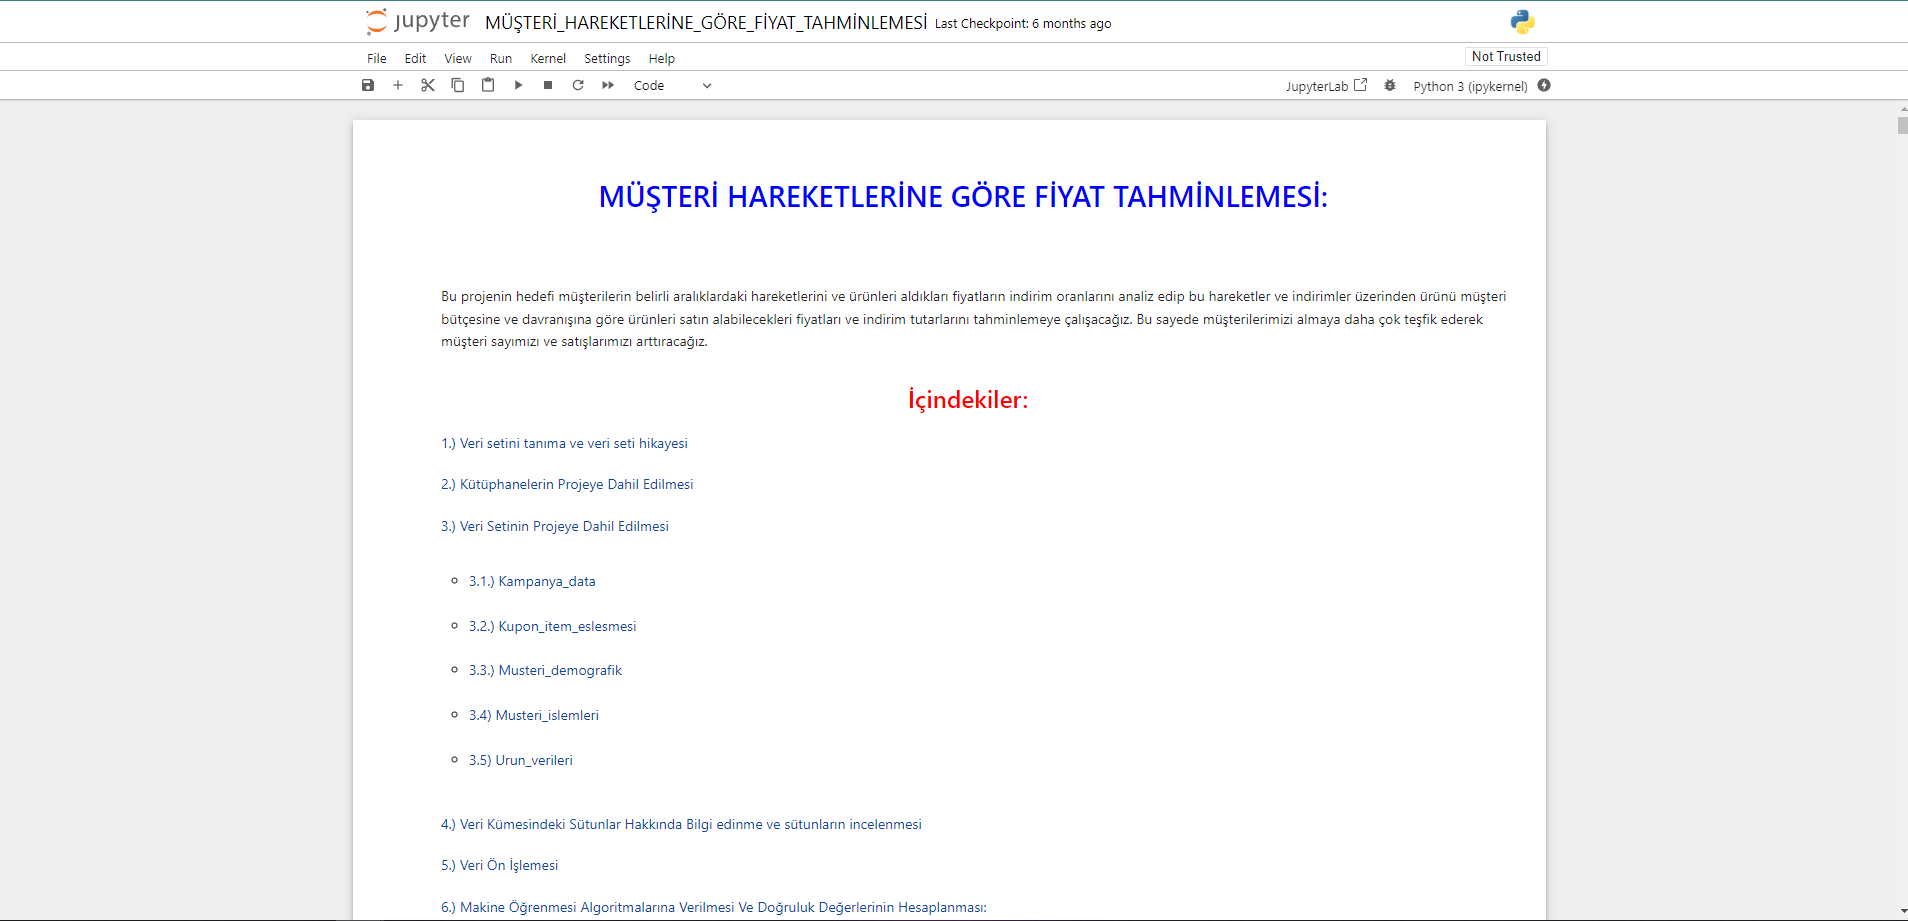 jupyter MÜŞTERİ_HAREKETLERİNE_GÖRE_FİYAT_TAHMİNLEMESİ Last Checkpoint: 6 months ago
File Edit View Run Kernel Settings Help Not Trusted
Code JupyterLab Python 3 (ipykernel)
MÜŞTERİ HAREKETLERİNE GÖRE FİYAT TAHMİNLEMESİ:
Bu projenin hedefi müşterilerin belirli aralıklardaki hareketlerini ve ürünleri aldıkları fiyatların indirim oranlarını analiz edip bu hareketler ve indirimler üzerinden ürünü müşteri
bütçesine ve davranışına göre ürünleri satın alabilecekleri fiyatları ve indirim tutarlarını tahminlemeye çalışacağız. Bu sayede müşterilerimizi almaya daha çok teşfik ederek
müşteri sayımızı ve satışlarımızı arttıracağız.
İçindekiler:
1.) Veri setini tanıma ve veri seti hikayesi
2.) Kütüphanelerin Projeye Dahil Edilmesi
3.) Veri Setinin Projeye Dahil Edilmesi
3.1.) Kampanya_data
3.2.) Kupon_item_eslesmesi
3.3.) Musteri_demografik
3.4) Musteri_islemleri
3.5) Urun_verileri
4.) Veri Kümesindeki Sütunlar Hakkında Bilgi edinme ve sütunların incelenmesi
5.) Veri Ön İşlemesi
6.) Makine Öğrenmesi Algoritmalarına Verilmesi Ve Doğruluk Değerlerinin Hesaplanması: